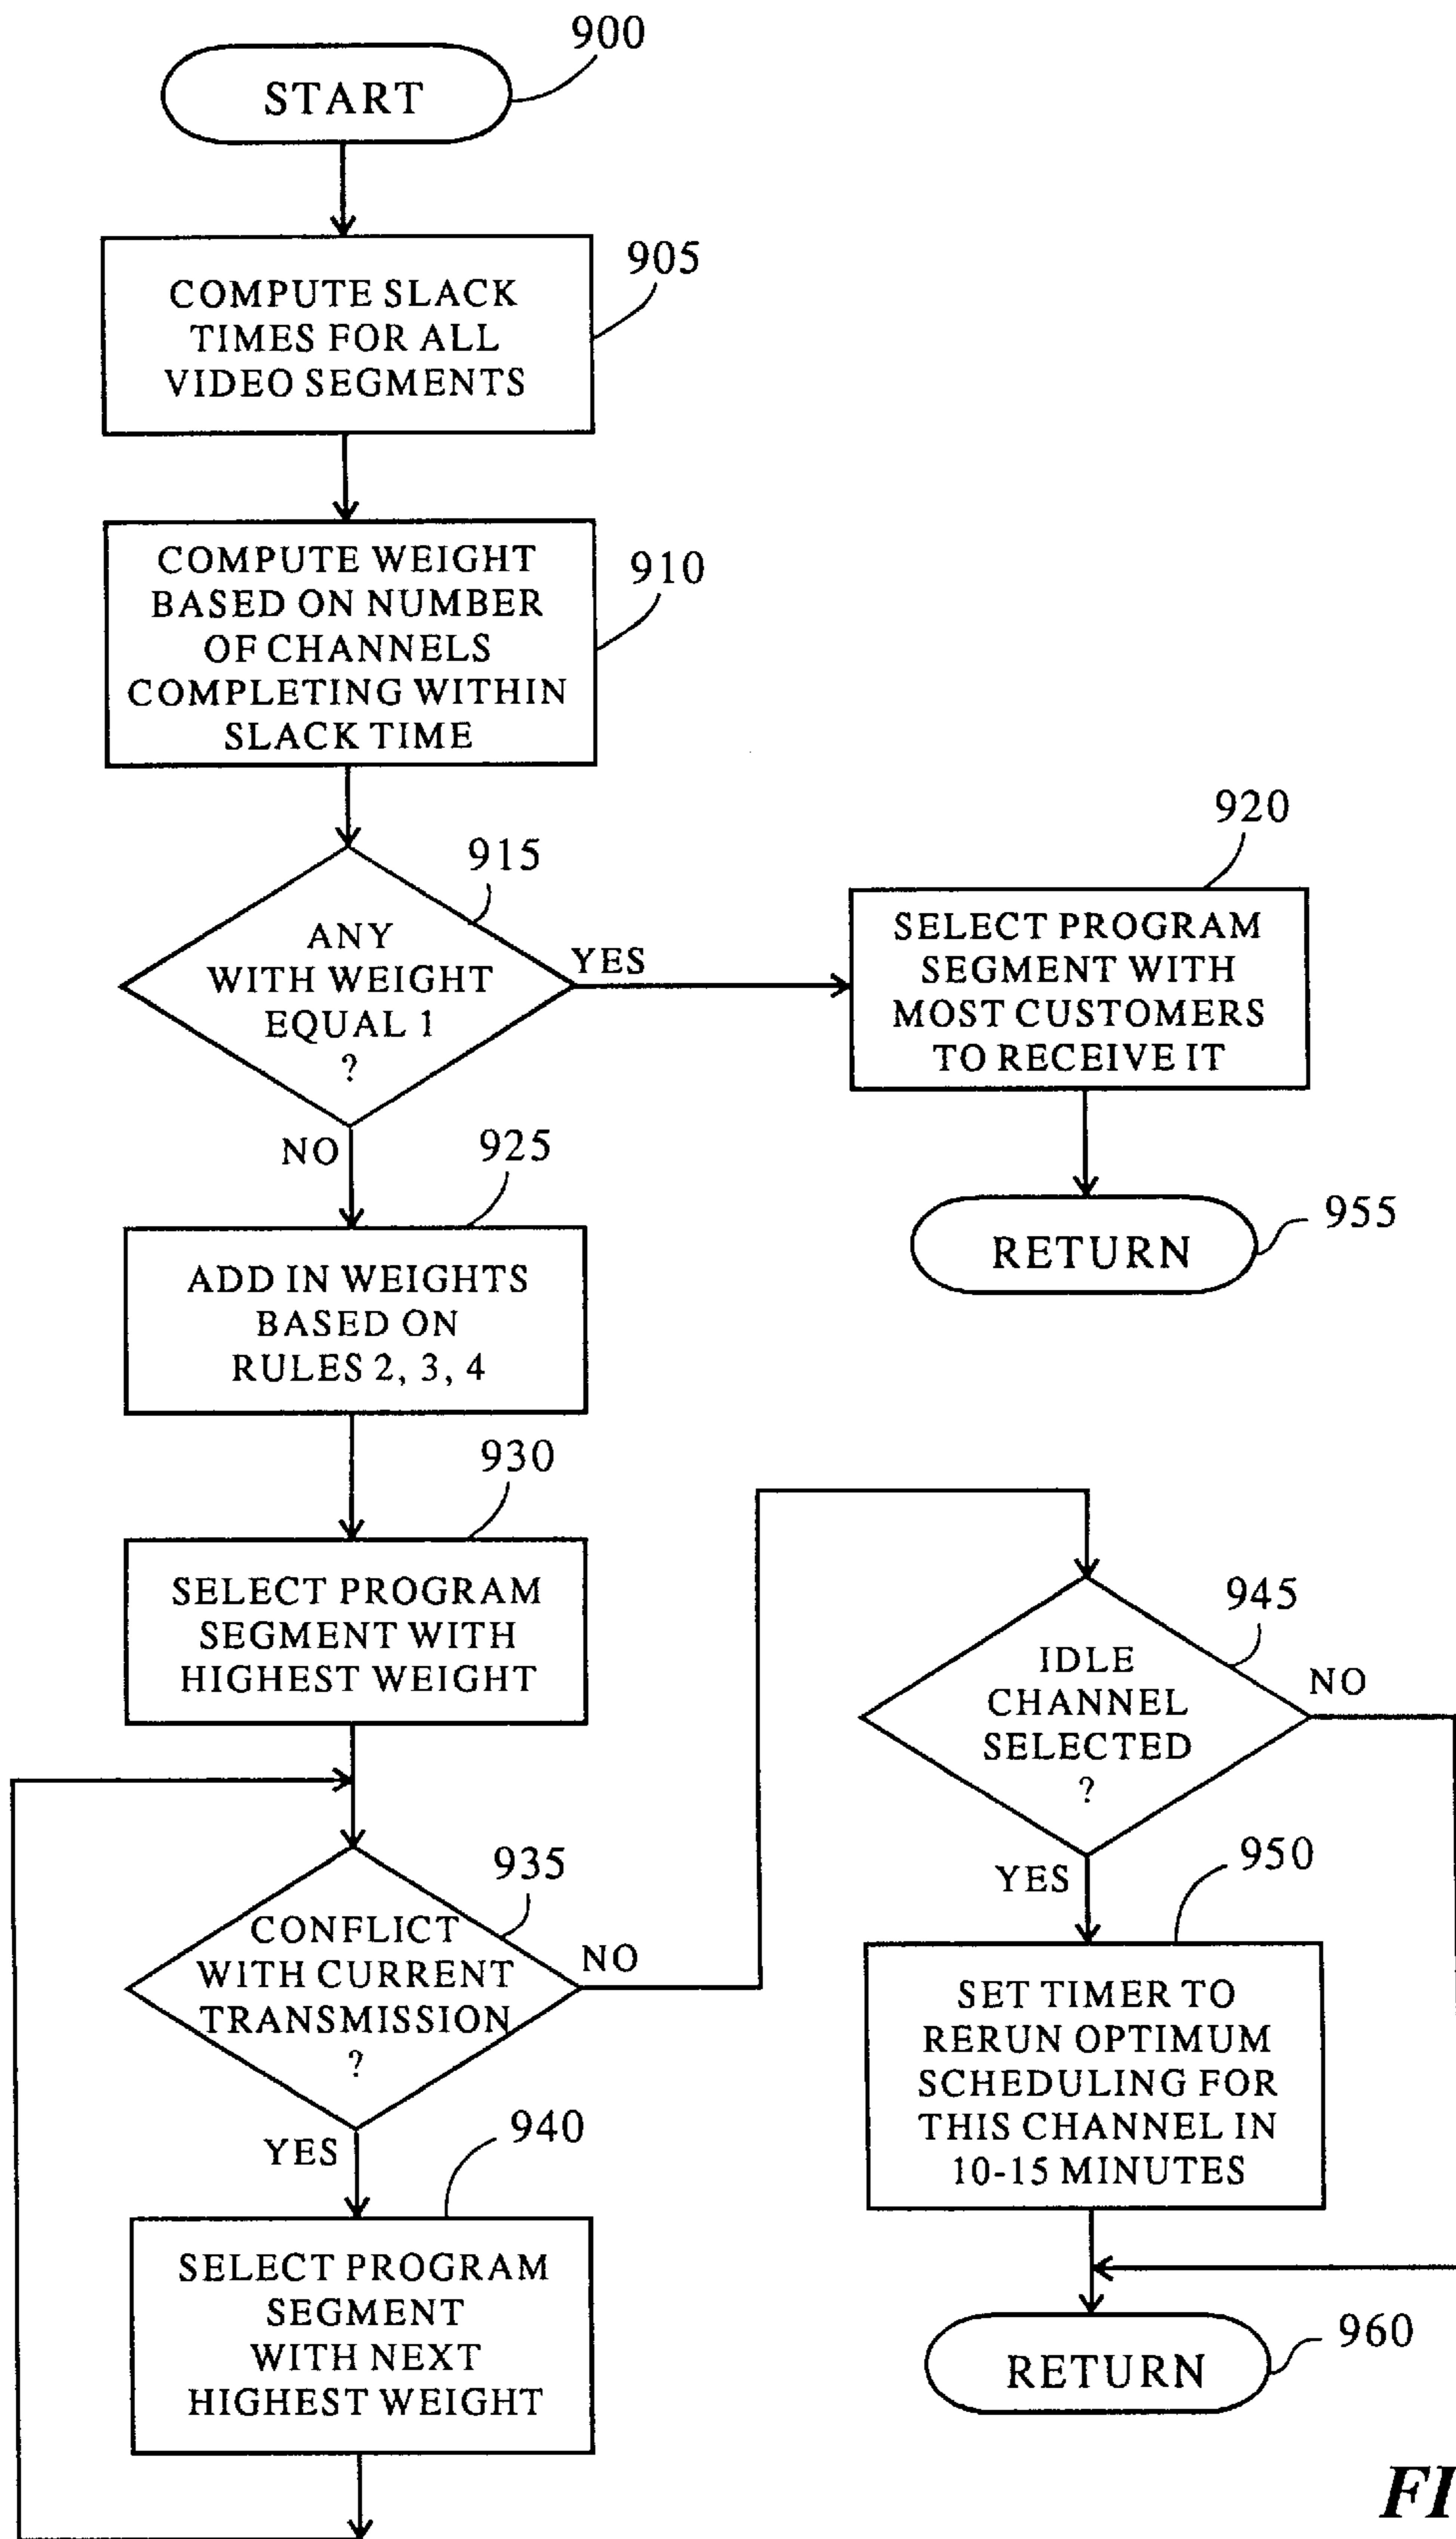 START
900
COMPUTE SLACK
TIMES FOR ALL
VIDEO SEGMENTS
905
COMPUTE WEIGHT
BASED ON NUMBER
OF CHANNELS
COMPLETING WITHIN
SLACK TIME
910
ANY
WITH WEIGHT
EQUAL 1
?
915
YES
NO
SELECT PROGRAM
SEGMENT WITH
MOST CUSTOMERS
TO RECEIVE IT
920
RETURN
955
ADD IN WEIGHTS
BASED ON
RULES 2, 3, 4
925
SELECT PROGRAM
SEGMENT WITH
HIGHEST WEIGHT
930
CONFLICT
WITH CURRENT
TRANSMISSION
?
935
NO
YES
SELECT PROGRAM
SEGMENT
WITH NEXT
HIGHEST WEIGHT
940
IDLE
CHANNEL
SELECTED
?
945
NO
YES
SET TIMER TO
RERUN OPTIMUM
SCHEDULING FOR
THIS CHANNEL IN
10-15 MINUTES
950
RETURN
960
FI